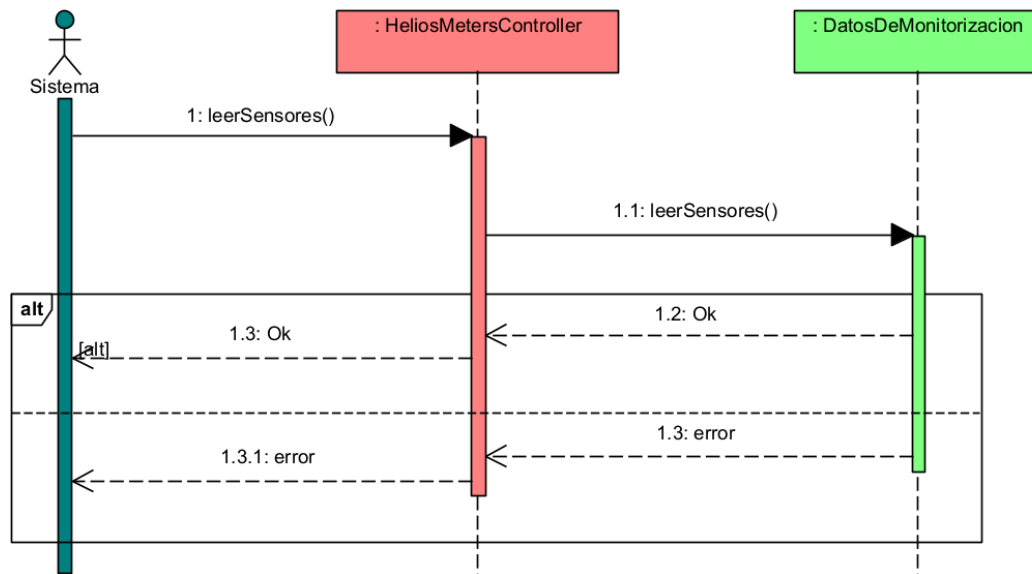 : HeliosMetersController
: DatosDeMonitorizacion
Sistema
1: leerSensores()
1.1: leerSensores()
alt
1.2: Ok
1.3: Ok
[alt]
1.3: error
1.3.1: error